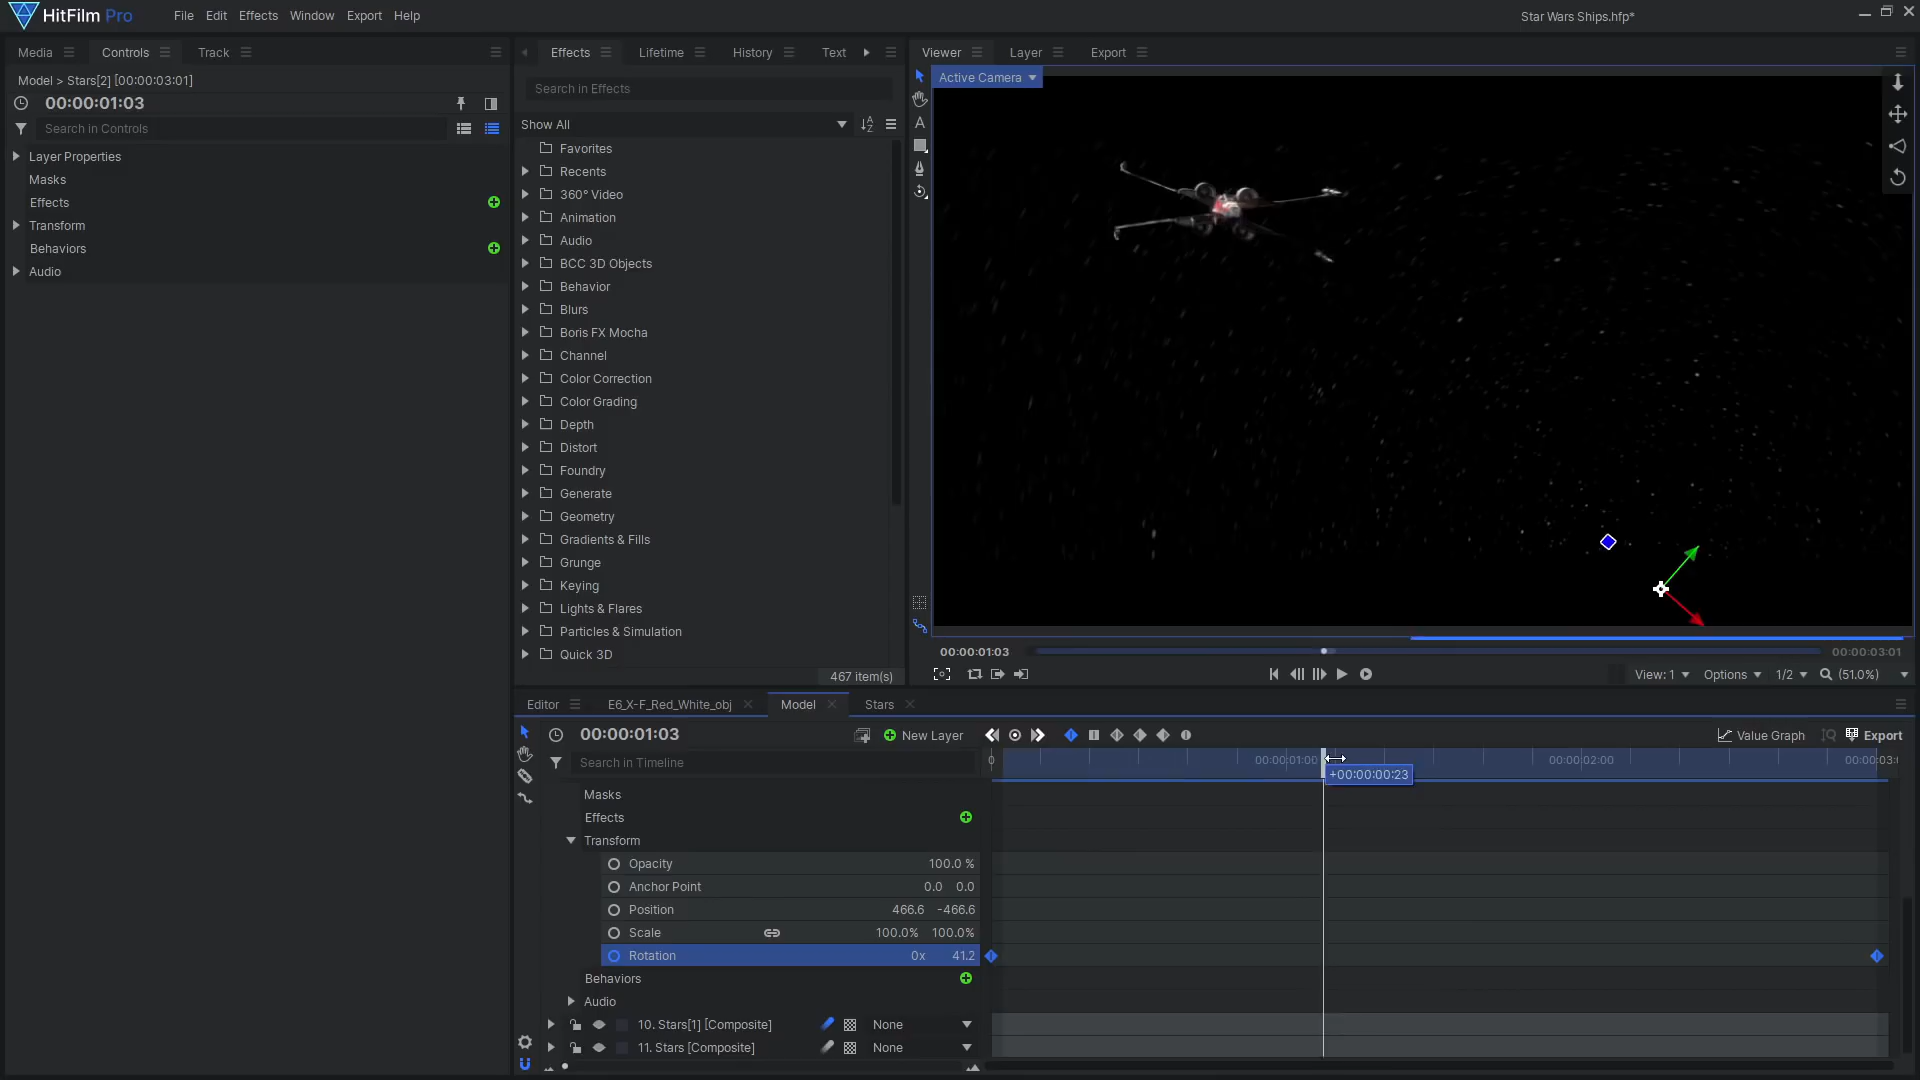 HitFilm Pro
File Edit Effects Window Export Help
Star Wars Ships.hfp*
Media Controls Track
Model > Stars[2] [00:00:03:01]
00:00:01:03
Search in Controls
Layer Properties
Masks
Effects
Transform
Behaviors
Audio
Effects Lifetime History Text
Search in Effects
Show All
Favorites
Recents
360° Video
Animation
Audio
BCC 3D Objects
Behavior
Blurs
Boris FX Mocha
Channel
Color Correction
Color Grading
Depth
Distort
Foundry
Generate
Geometry
Gradients & Fills
Grunge
Keying
Lights & Flares
Particles & Simulation
Quick 3D
467 item(s)
Viewer Layer Export
Active Camera
00:00:01:03 00:00:03:01
View: 1 Options 1/2 (51.0%)
Editor E6_X-F_Red_White_obj Model Stars
00:00:01:03 New Layer Value Graph Export
Search in Timeline 0 00:00:01:00 00:00:02:00 00:00:03:0
+00:00:00:23
Masks
Effects
Transform
Opacity 100.0 %
Anchor Point 0.0 0.0
Position 466.6 -466.6
Scale 100.0% 100.0%
Rotation 0x 41.2
Behaviors
Audio
10. Stars[1] [Composite] None
11. Stars [Composite] None